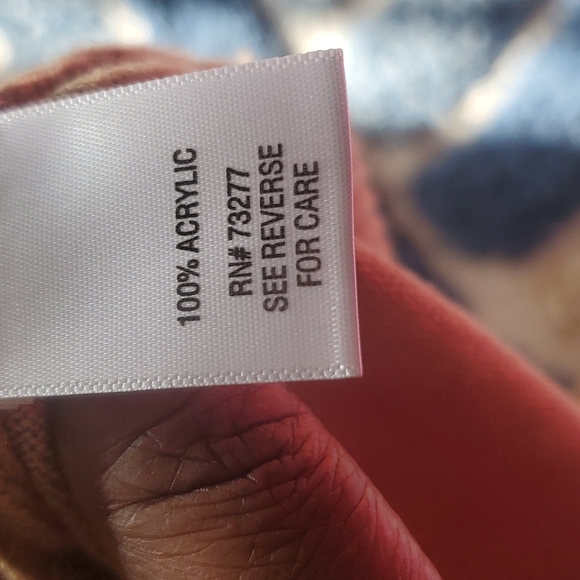 100% ACRYLIC
RN# 73277
SEE REVERSE
FOR CARE